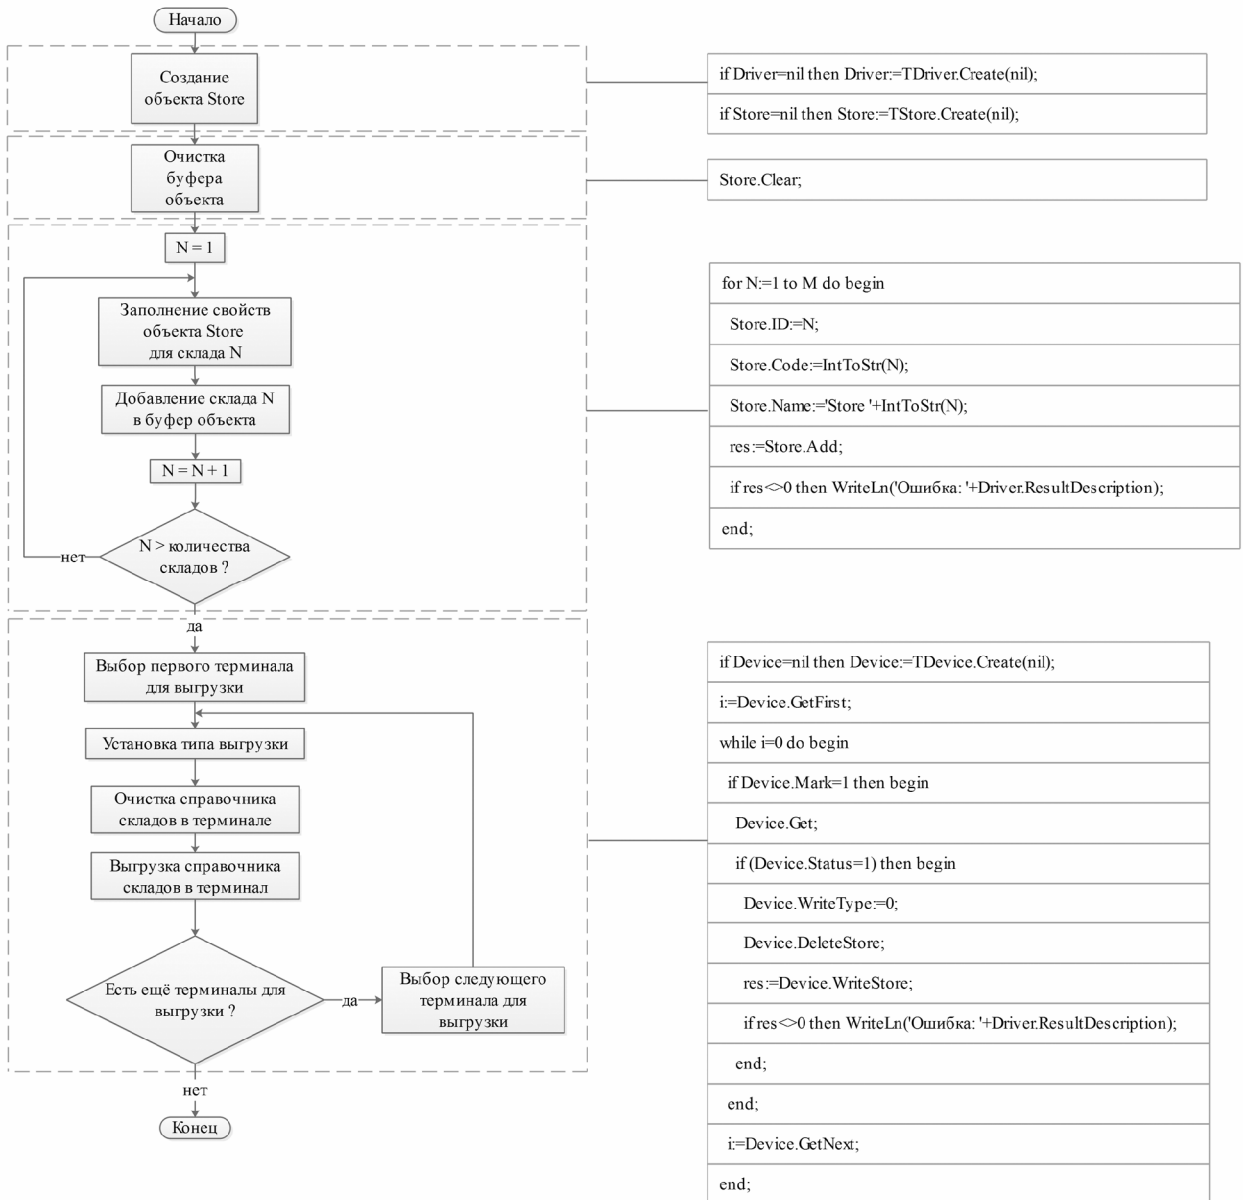 Начало
Создание
объекта Store
Очистка
буфера
объекта
N = 1
Заполнение свойств
объекта Store
для склада N
Добавление склада N
в буфер объекта
N = N + 1
N > количества
складов ?
нет
да
Выбор первого терминала
для выгрузки
Установка типа выгрузки
Очистка справочника
складов в терминале
Выгрузка справочника
складов в терминал
Есть ещё терминалы для
выгрузки ?
да
Выбор следующего
терминала для
выгрузки
нет
Конец
if Driver=nil then Driver:=TDriver.Create(nil);
if Store=nil then Store:=TStore.Create(nil);
Store.Clear;
for N:=1 to M do begin
Store.ID:=N;
Store.Code:=IntToStr(N);
Store.Name:='Store '+IntToStr(N);
res:=Store.Add;
if res<>0 then WriteLn('Ошибка: '+Driver.ResultDescription);
end;
if Device=nil then Device:=TDevice.Create(nil);
i:=Device.GetFirst;
while i=0 do begin
if Device.Mark=1 then begin
Device.Get;
if (Device.Status=1) then begin
Device.WriteType:=0;
Device.DeleteStore;
res:=Device.WriteStore;
if res<>0 then WriteLn('Ошибка: '+Driver.ResultDescription);
end;
end;
i:=Device.GetNext;
end;